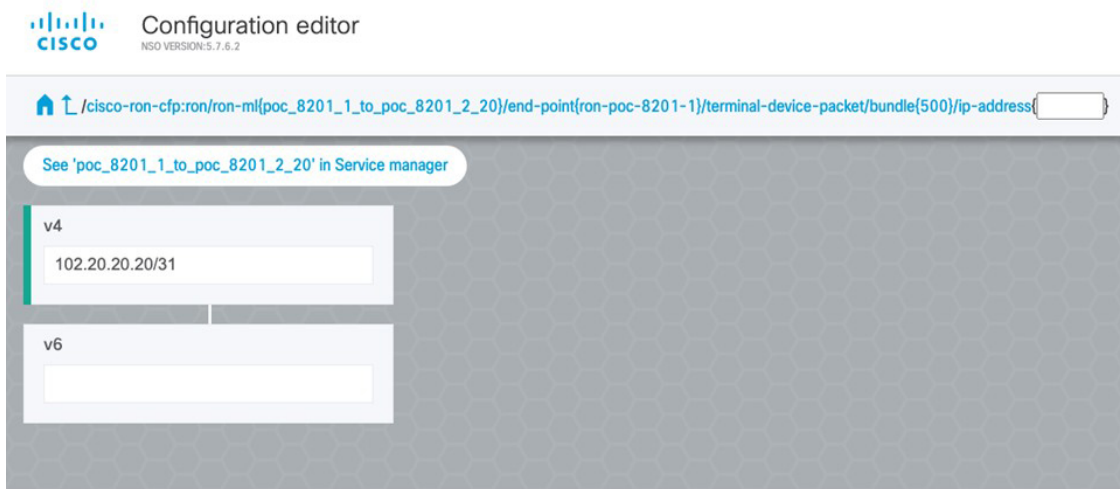 CISCO
Configuration editor
NSO VERSION:5.7.6.2
/cisco-ron-cfp:ron/ron-ml{poc_8201_1_to_poc_8201_2_20}/end-point{ron-poc-8201-1}/terminal-device-packet/bundle{500}/ip-address{ }
See 'poc_8201_1_to_poc_8201_2_20' in Service manager
v4
102.20.20.20/31
v6